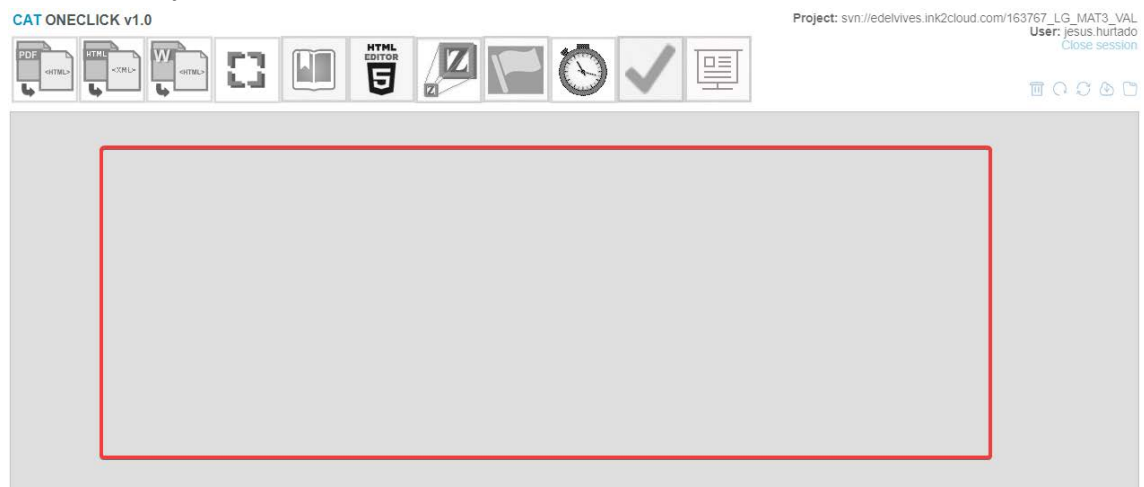 CAT ONECLICK v1.0
Project: svn://edelvives.ink2cloud.com/163767_LG_MAT3_VAL
User: jesus.hurtado
Close session
PDF
<HTML>
HTML
<XML>
W
<HTML>
HTML
EDITOR
5
Z
Z